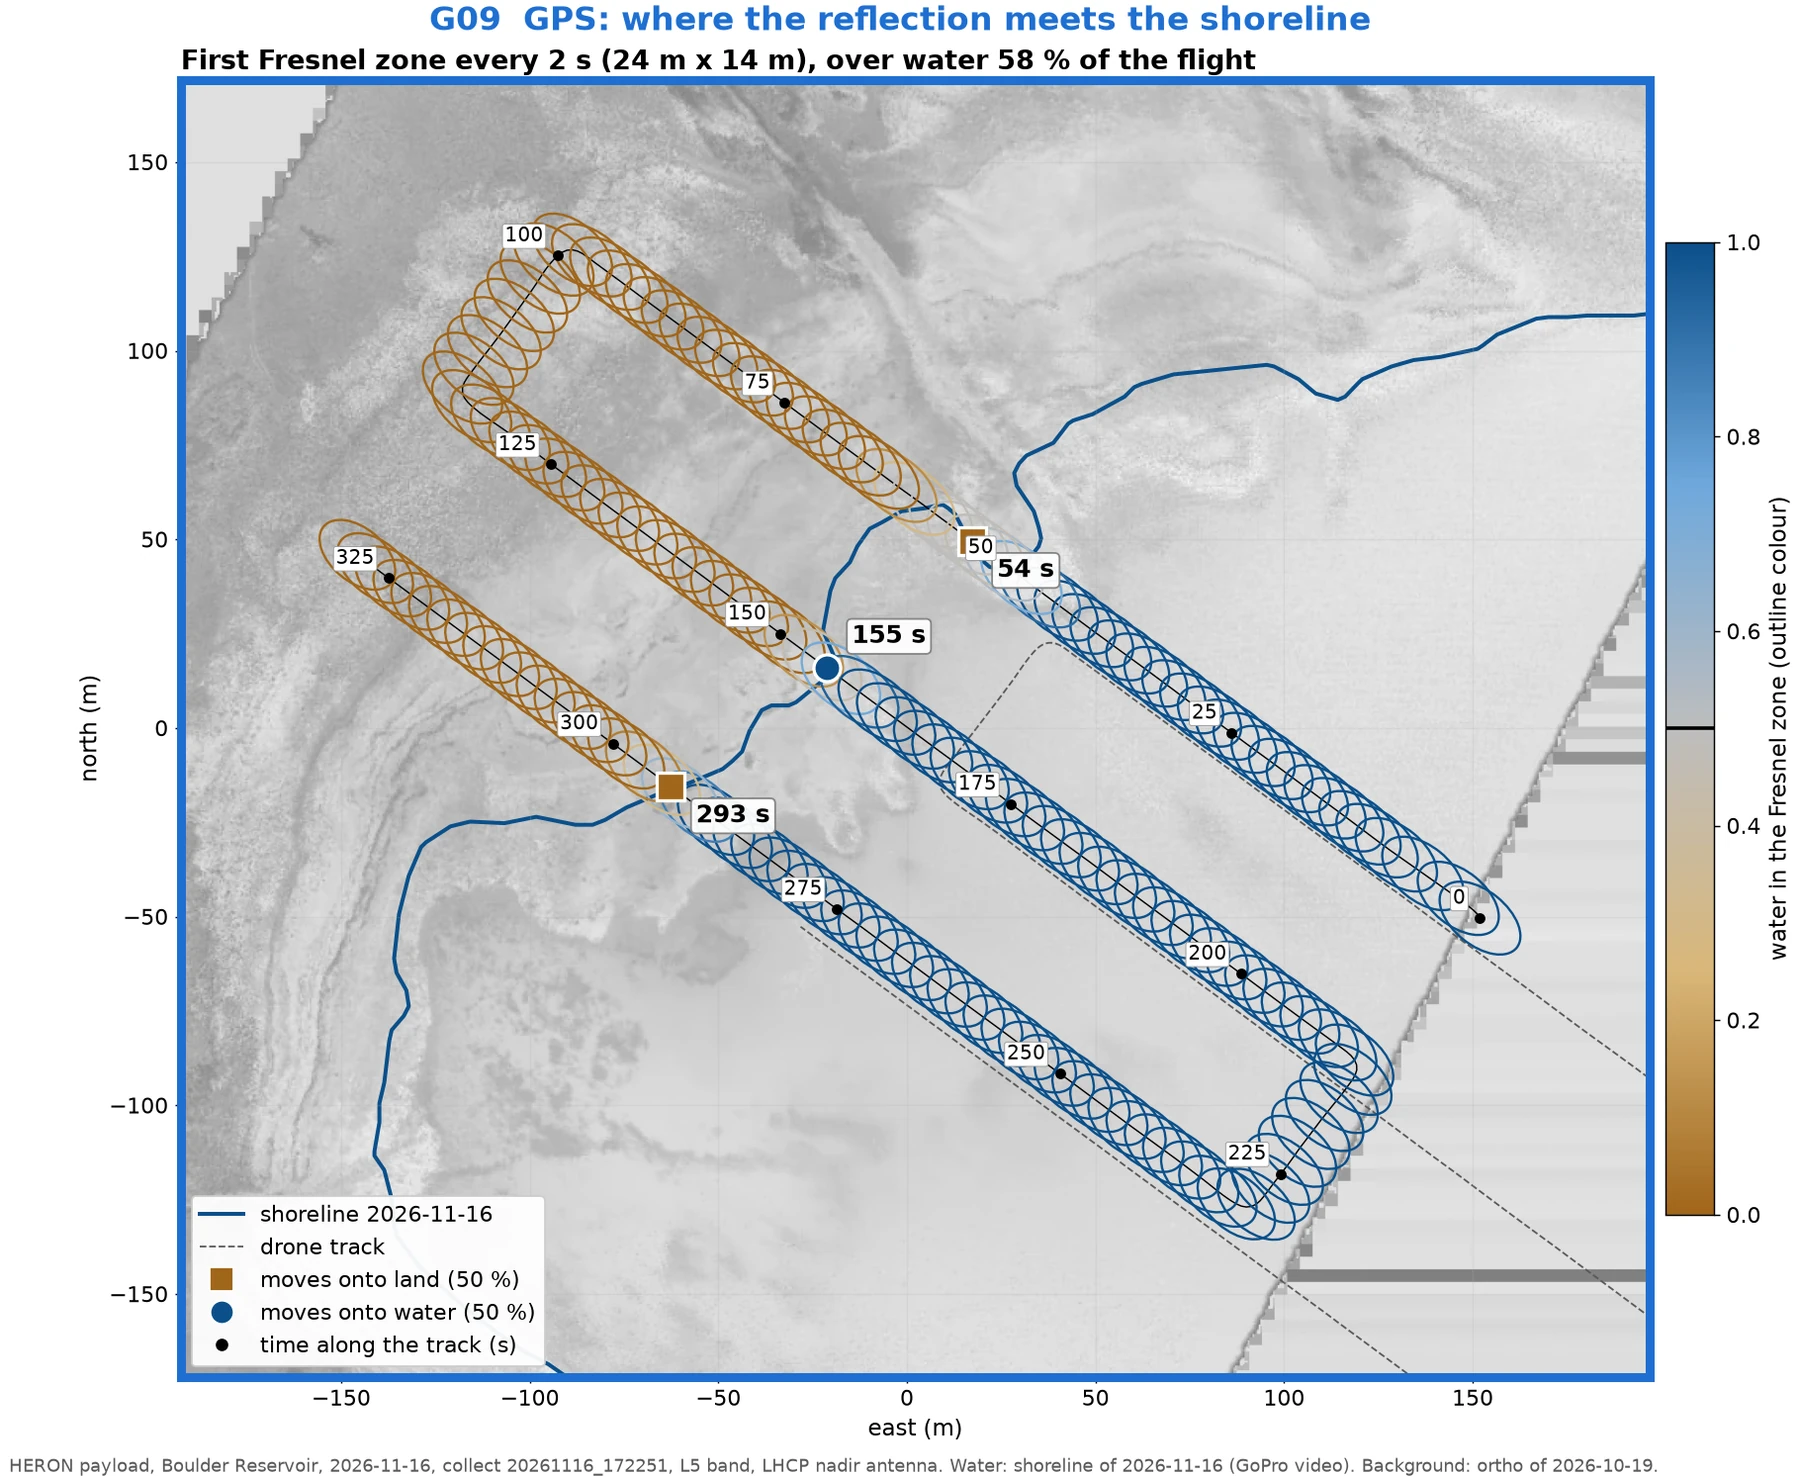 G09  GPS: where the reflection meets the shoreline
First Fresnel zone every 2 s (24 m x 14 m), over water 58 % of the flight
150
100
50
0
−50
−100
−150
north (m)
100
75
125
50
54 s
325
150
155 s
25
300
175
293 s
275
0
200
250
225
shoreline 2026-11-16
drone track
moves onto land (50 %)
moves onto water (50 %)
time along the track (s)
−150
−100
−50
0
50
100
150
east (m)
1.0
0.8
0.6
0.4
0.2
0.0
water in the Fresnel zone (outline colour)
HERON payload, Boulder Reservoir, 2026-11-16, collect 20261116_172251, L5 band, LHCP nadir antenna. Water: shoreline of 2026-11-16 (GoPro video). Background: ortho of 2026-10-19.